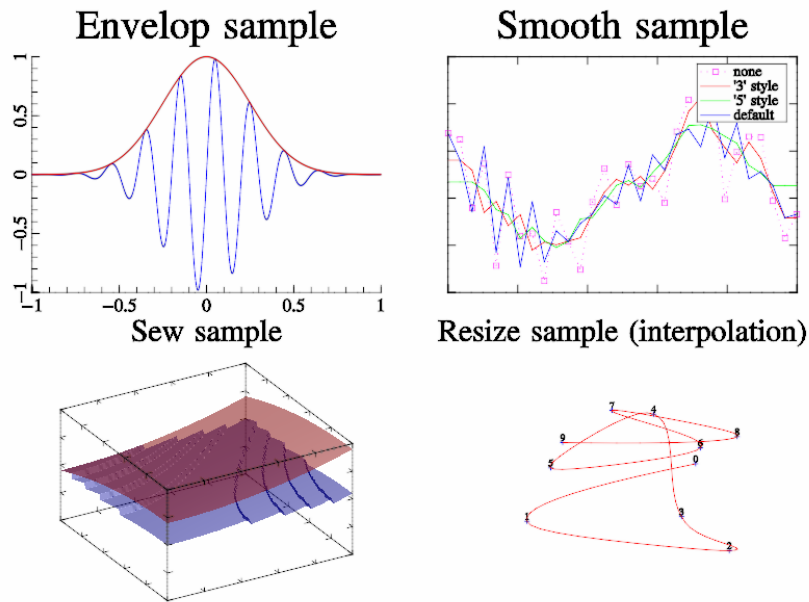 Envelop sample
1
0.5
0
−0.5
−1
−1
−0.5
0
0.5
1
Smooth sample
none
'3' style
'5' style
default
Sew sample
Resize sample (interpolation)
7
4
8
9
6
5
0
1
3
2